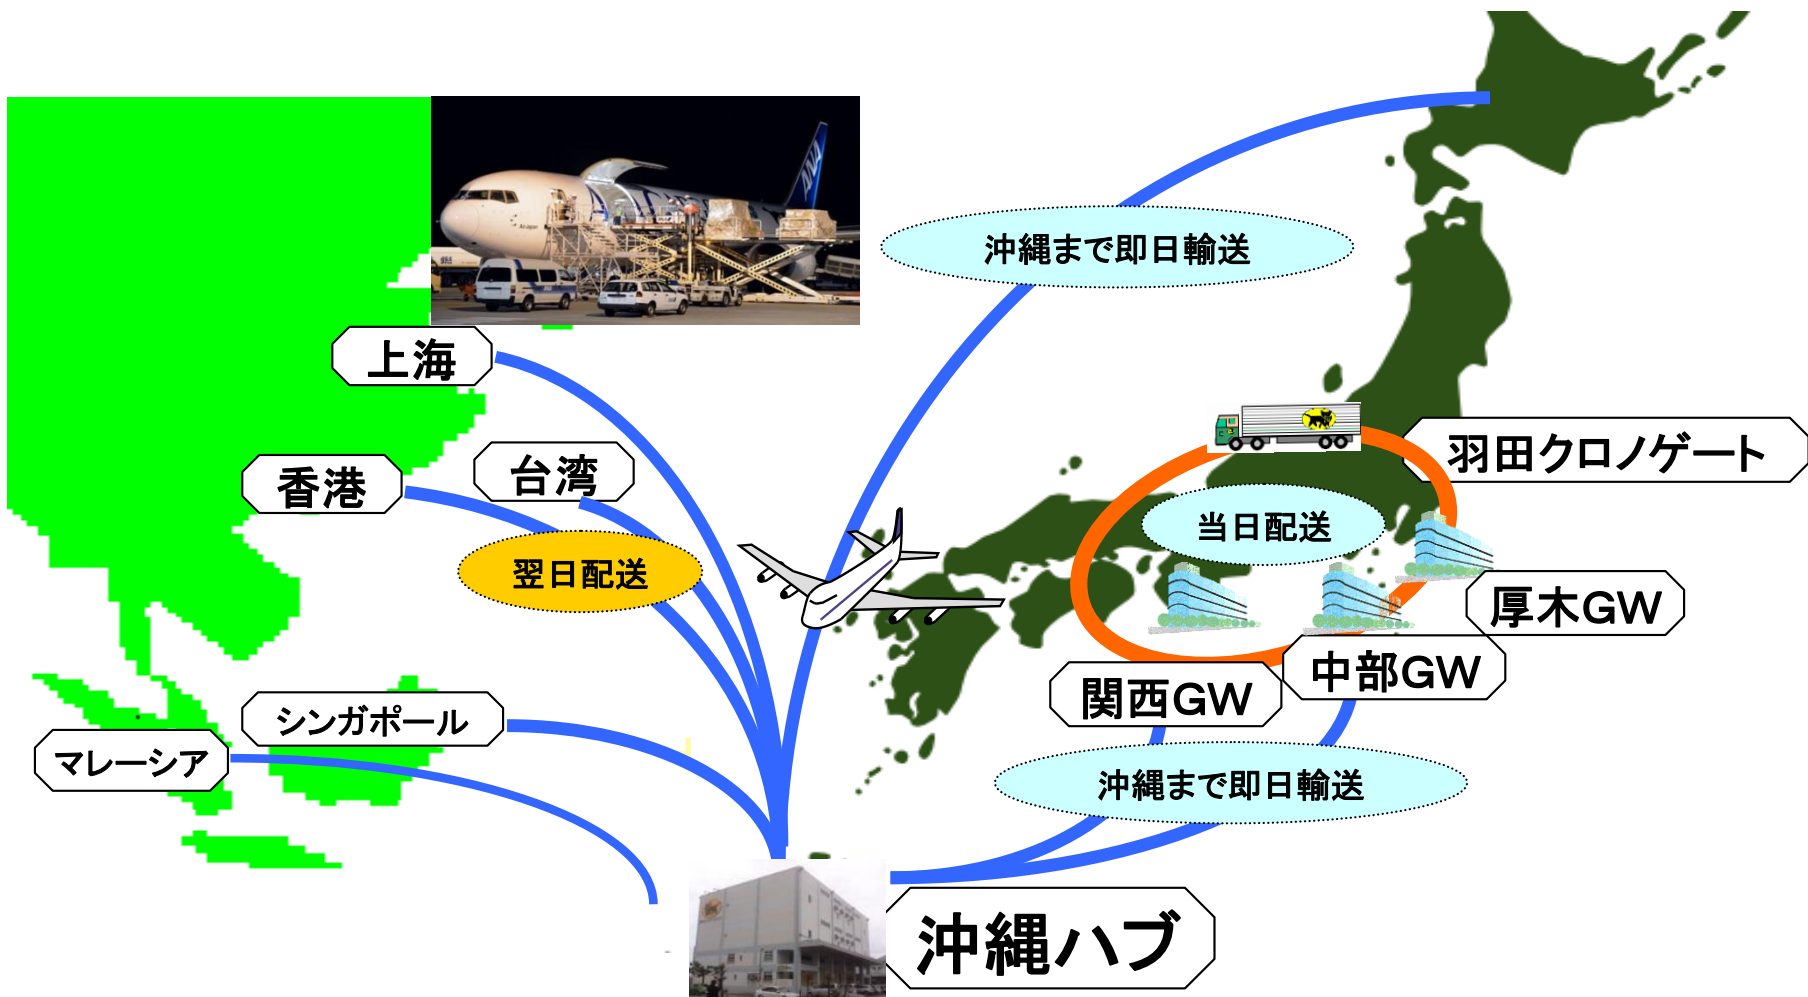 ANA
沖縄まで即日輸送
上海
羽田クロノゲート
香港
台湾
当日配送
翌日配送
厚木GW
中部GW
関西GW
シンガポール
マレーシア
沖縄まで即日輸送
沖縄ハブ